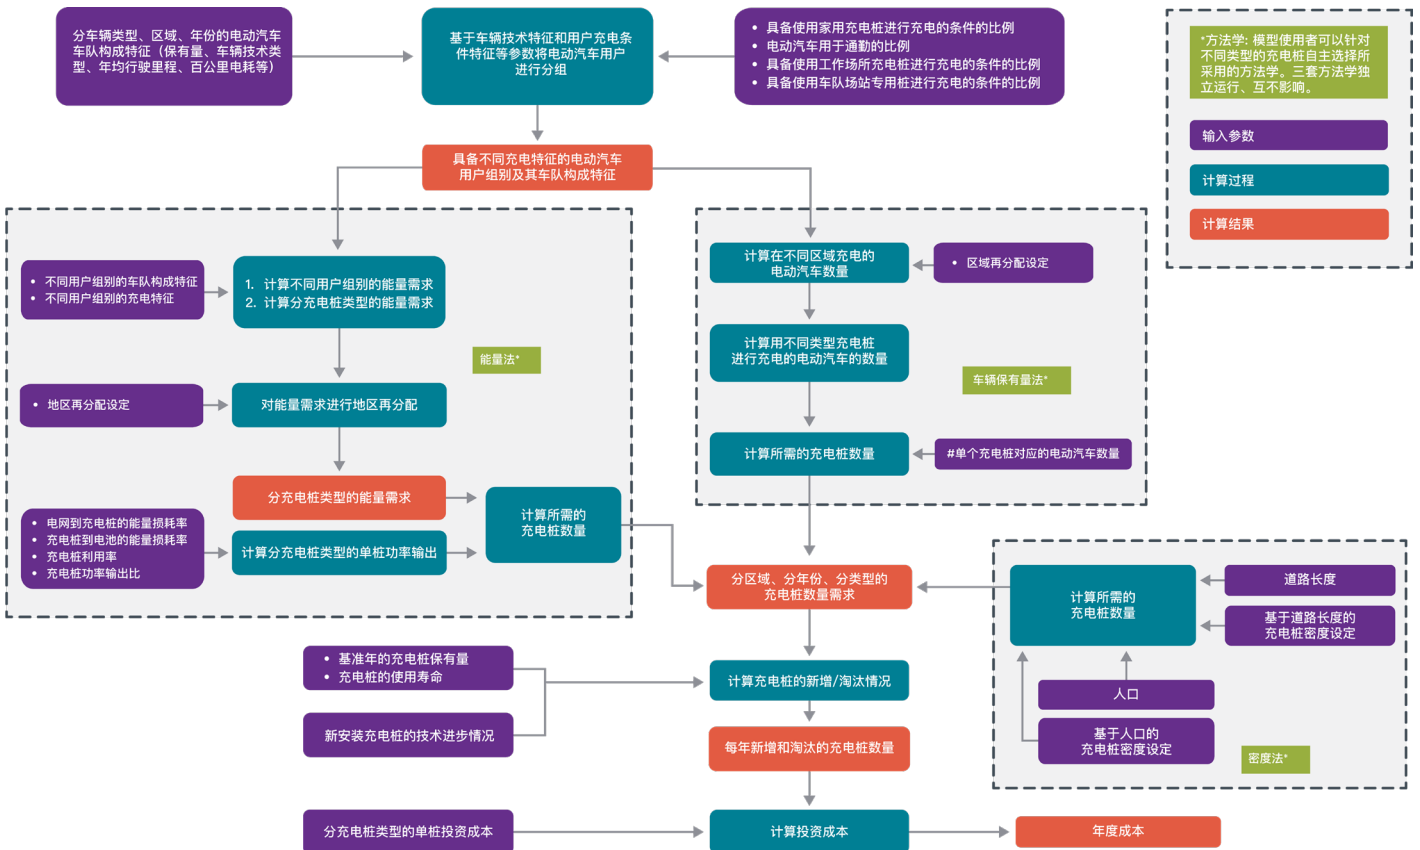 分车辆类型、区域、年份的电动汽车
车队构成特征（保有量、车辆技术类
型、年均行驶里程、百公里电耗等）
基于车辆技术特征和用户充电条
件特征等参数将电动汽车用户
进行分组
• 具备使用家用充电桩进行充电的条件的比例
• 电动汽车用于通勤的比例
• 具备使用工作场所充电桩进行充电的条件的比例
• 具备使用车队场站专用桩进行充电的条件的比例
*方法学: 模型使用者可以针对
不同类型的充电桩自主选择所
采用的方法学。三套方法学独
立运行、互不影响。
输入参数
计算过程
计算结果
具备不同充电特征的电动汽车
用户组别及其车队构成特征
• 不同用户组别的车队构成特征
• 不同用户组别的充电特征
1. 计算不同用户组别的能量需求
2. 计算分充电桩类型的能量需求
能量法*
• 地区再分配设定
对能量需求进行地区再分配
分充电桩类型的能量需求
• 电网到充电桩的能量损耗率
• 充电桩到电池的能量损耗率
• 充电桩利用率
• 充电桩功率输出比
计算分充电桩类型的单桩功率输出
计算所需的
充电桩数量
计算在不同区域充电的
电动汽车数量
• 区域再分配设定
计算用不同类型充电桩
进行充电的电动汽车的数量
车辆保有量法*
计算所需的充电桩数量
#单个充电桩对应的电动汽车数量
分区域、分年份、分类型的
充电桩数量需求
计算所需的
充电桩数量
道路长度
基于道路长度的
充电桩密度设定
人口
基于人口的
充电桩密度设定
密度法*
• 基准年的充电桩保有量
• 充电桩的使用寿命
新安装充电桩的技术进步情况
计算充电桩的新增/淘汰情况
每年新增和淘汰的充电桩数量
分充电桩类型的单桩投资成本
计算投资成本
年度成本